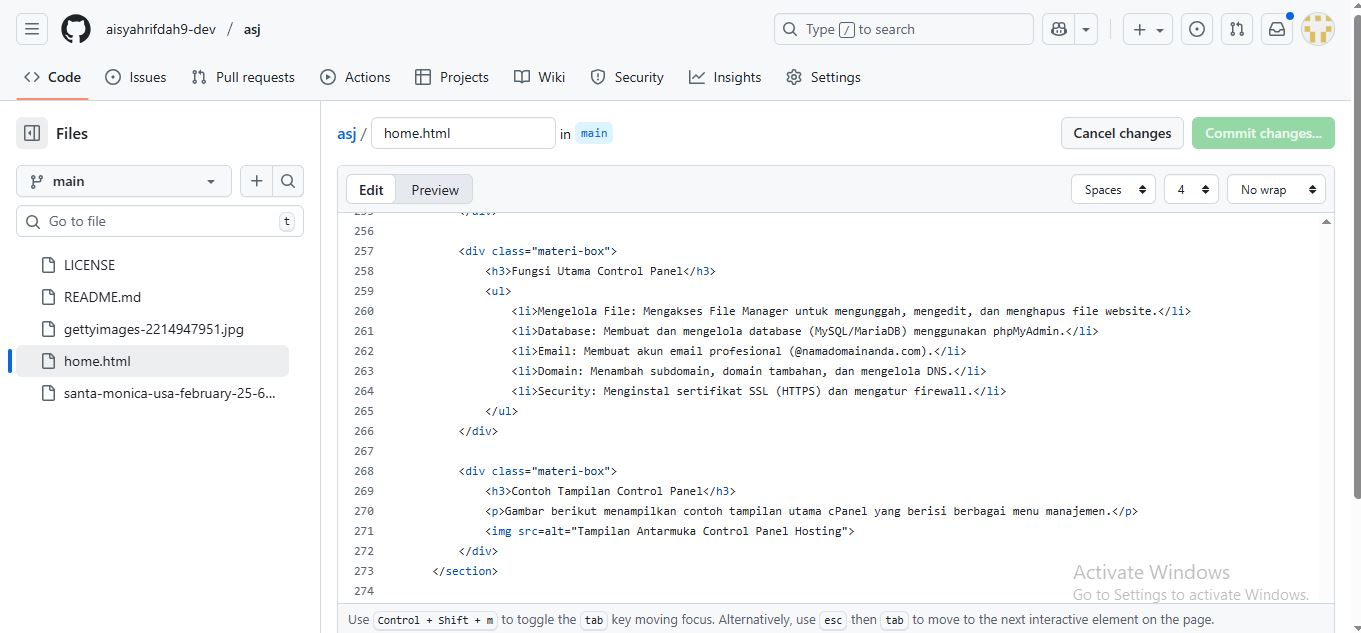 aisyahrifdah9-dev / asj
Type / to search
Code Issues Pull requests Actions Projects Wiki Security Insights Settings
Files
main
Go to file t
LICENSE
README.md
gettyimages-2214947951.jpg
home.html
santa-monica-usa-february-25-6...
asj / home.html in main
Cancel changes Commit changes...
Edit Preview Spaces 4 No wrap
255 </div>
256
257 <div class="materi-box">
258 <h3>Fungsi Utama Control Panel</h3>
259 <ul>
260 <li>Mengelola File: Mengakses File Manager untuk mengunggah, mengedit, dan menghapus file website.</li>
261 <li>Database: Membuat dan mengelola database (MySQL/MariaDB) menggunakan phpMyAdmin.</li>
262 <li>Email: Membuat akun email profesional (@namadomainanda.com).</li>
263 <li>Domain: Menambah subdomain, domain tambahan, dan mengelola DNS.</li>
264 <li>Security: Menginstal sertifikat SSL (HTTPS) dan mengatur firewall.</li>
265 </ul>
266 </div>
267
268 <div class="materi-box">
269 <h3>Contoh Tampilan Control Panel</h3>
270 <p>Gambar berikut menampilkan contoh tampilan utama cPanel yang berisi berbagai menu manajemen.</p>
271 <img src=alt="Tampilan Antarmuka Control Panel Hosting">
272 </div>
273 </section>
274
Activate Windows
Go to Settings to activate Windows.
Use Control + Shift + m to toggle the tab key moving focus. Alternatively, use esc then tab to move to the next interactive element on the page.